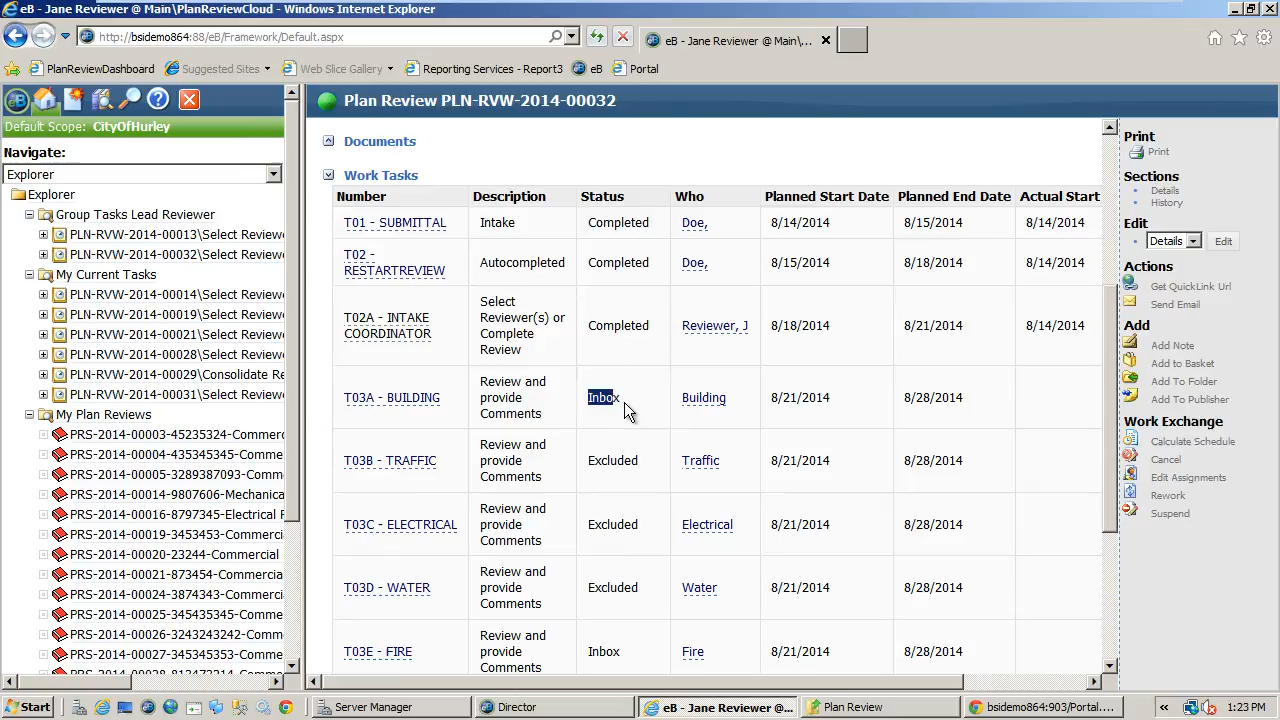 eB - Jane Reviewer @ Main\PlanReviewCloud - Windows Internet Explorer
http://bsidemo864:88/eB/Framework/Default.aspx
eB - Jane Reviewer @ Main\...
PlanReviewDashboard Suggested Sites Web Slice Gallery Reporting Services - Report3 eB Portal
eB
Default Scope: CityOfHurley
Navigate:
Explorer
Explorer
Group Tasks Lead Reviewer
PLN-RVW-2014-00013\Select Reviewe
PLN-RVW-2014-00032\Select Reviewe
My Current Tasks
PLN-RVW-2014-00014\Select Reviewe
PLN-RVW-2014-00019\Select Reviewe
PLN-RVW-2014-00021\Select Reviewe
PLN-RVW-2014-00028\Select Reviewe
PLN-RVW-2014-00029\Consolidate Re
PLN-RVW-2014-00031\Select Reviewe
My Plan Reviews
PRS-2014-00003-45235324-Commerc
PRS-2014-00004-435345345-Comme
PRS-2014-00005-3289387093-Comme
PRS-2014-00014-9807606-Mechanica
PRS-2014-00016-8797345-Electrical F
PRS-2014-00019-3453453-Commercia
PRS-2014-00020-23244-Commercial
PRS-2014-00021-873454-Commercia
PRS-2014-00024-3874343-Commercia
PRS-2014-00025-345435345-Comme
PRS-2014-00026-3243243242-Comm
PRS-2014-00027-345353453-Comme
Plan Review PLN-RVW-2014-00032
Documents
Work Tasks
Number Description Status Who Planned Start Date Planned End Date Actual Start
T01 - SUBMITTAL Intake Completed Doe, 8/14/2014 8/15/2014 8/14/2014
T02 -
RESTARTREVIEW Autocompleted Completed Doe, 8/15/2014 8/18/2014 8/14/2014
T02A - INTAKE
COORDINATOR
Select
Reviewer(s) or
Complete
Review
Completed Reviewer, J 8/18/2014 8/21/2014 8/14/2014
T03A - BUILDING
Review and
provide
Comments
Inbox Building 8/21/2014 8/28/2014
T03B - TRAFFIC
Review and
provide
Comments
Excluded Traffic 8/21/2014 8/28/2014
T03C - ELECTRICAL
Review and
provide
Comments
Excluded Electrical 8/21/2014 8/28/2014
T03D - WATER
Review and
provide
Comments
Excluded Water 8/21/2014 8/28/2014
T03E - FIRE
Review and
provide
Comments
Inbox Fire 8/21/2014 8/28/2014
Print
Print
Sections
Details
History
Edit
Details Edit
Actions
Get QuickLink Url
Send Email
Add
Add Note
Add to Basket
Add To Folder
Add To Publisher
Work Exchange
Calculate Schedule
Cancel
Edit Assignments
Rework
Suspend
Start Server Manager Director eB - Jane Reviewer @... Plan Review bsidemo864:903/Portal.... 1:23 PM